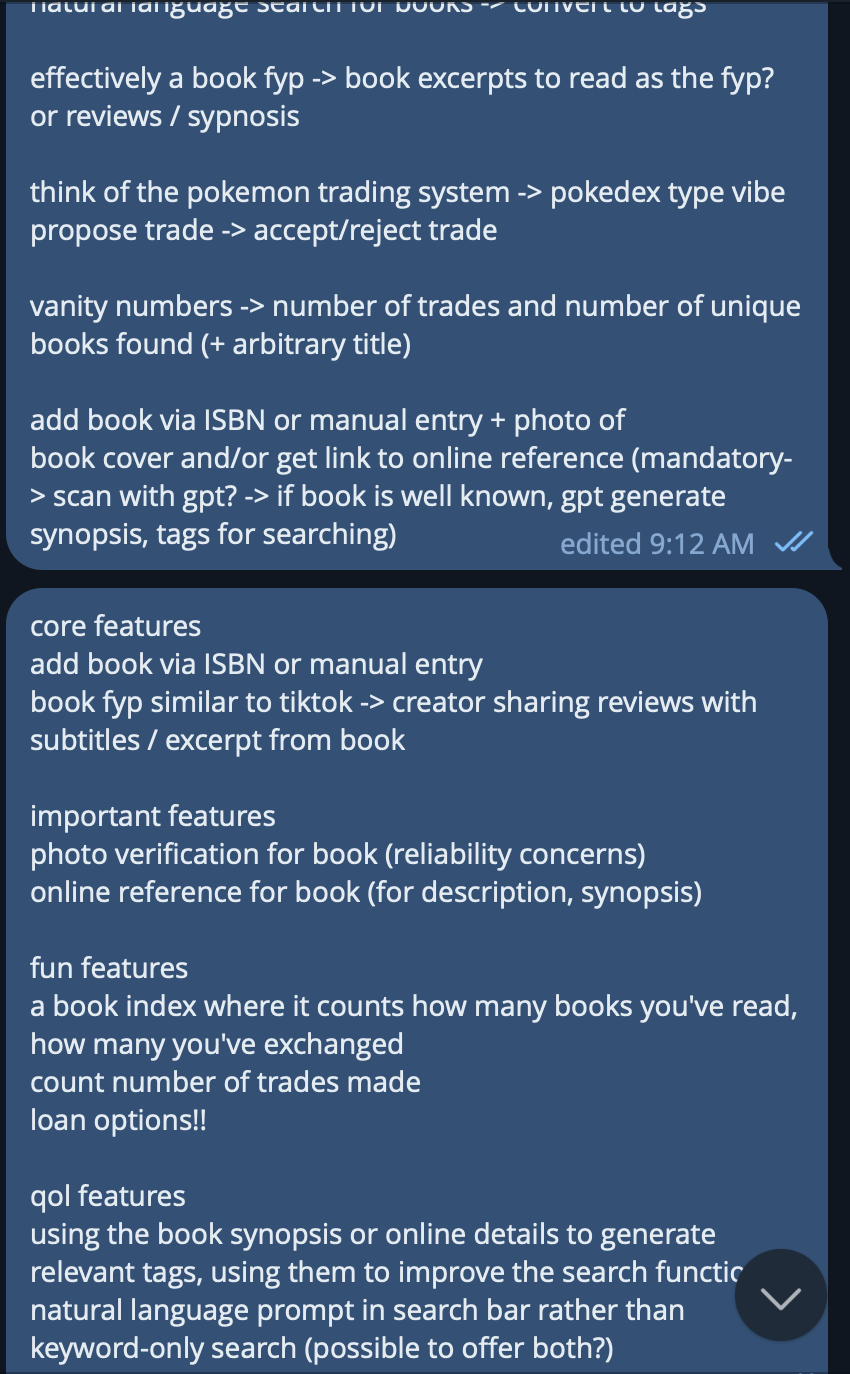 natural language search for books -> convert to tags
effectively a book fyp -> book excerpts to read as the fyp?
or reviews / sypnosis
think of the pokemon trading system -> pokedex type vibe
propose trade -> accept/reject trade
vanity numbers -> number of trades and number of unique
books found (+ arbitrary title)
add book via ISBN or manual entry + photo of
book cover and/or get link to online reference (mandatory-
> scan with gpt? -> if book is well known, gpt generate
synopsis, tags for searching)
edited 9:12 AM
core features
add book via ISBN or manual entry
book fyp similar to tiktok -> creator sharing reviews with
subtitles / excerpt from book
important features
photo verification for book (reliability concerns)
online reference for book (for description, synopsis)
fun features
a book index where it counts how many books you've read,
how many you've exchanged
count number of trades made
loan options!!
qol features
using the book synopsis or online details to generate
relevant tags, using them to improve the search functio
natural language prompt in search bar rather than
keyword-only search (possible to offer both?)